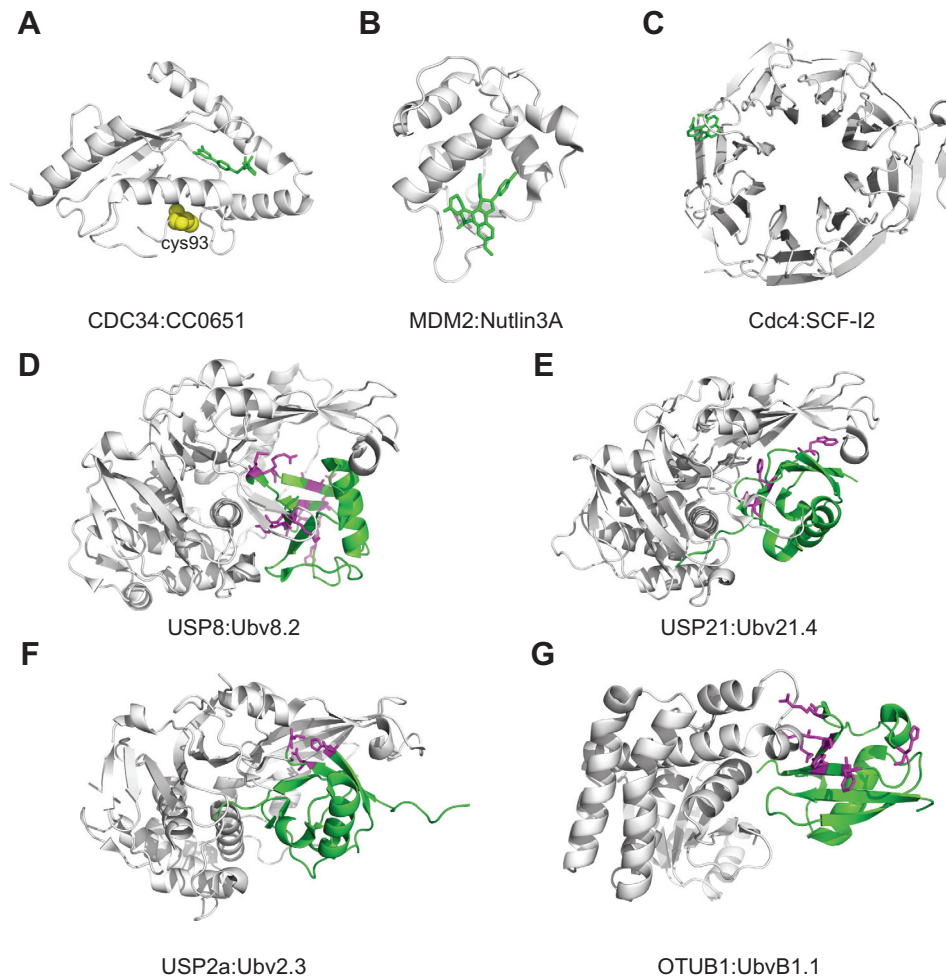 A
B
C
cys93
CDC34:CC0651
MDM2:Nutlin3A
Cdc4:SCF-I2
D
E
USP8:Ubv8.2
USP21:Ubv21.4
F
G
USP2a:Ubv2.3
OTUB1:UbvB1.1